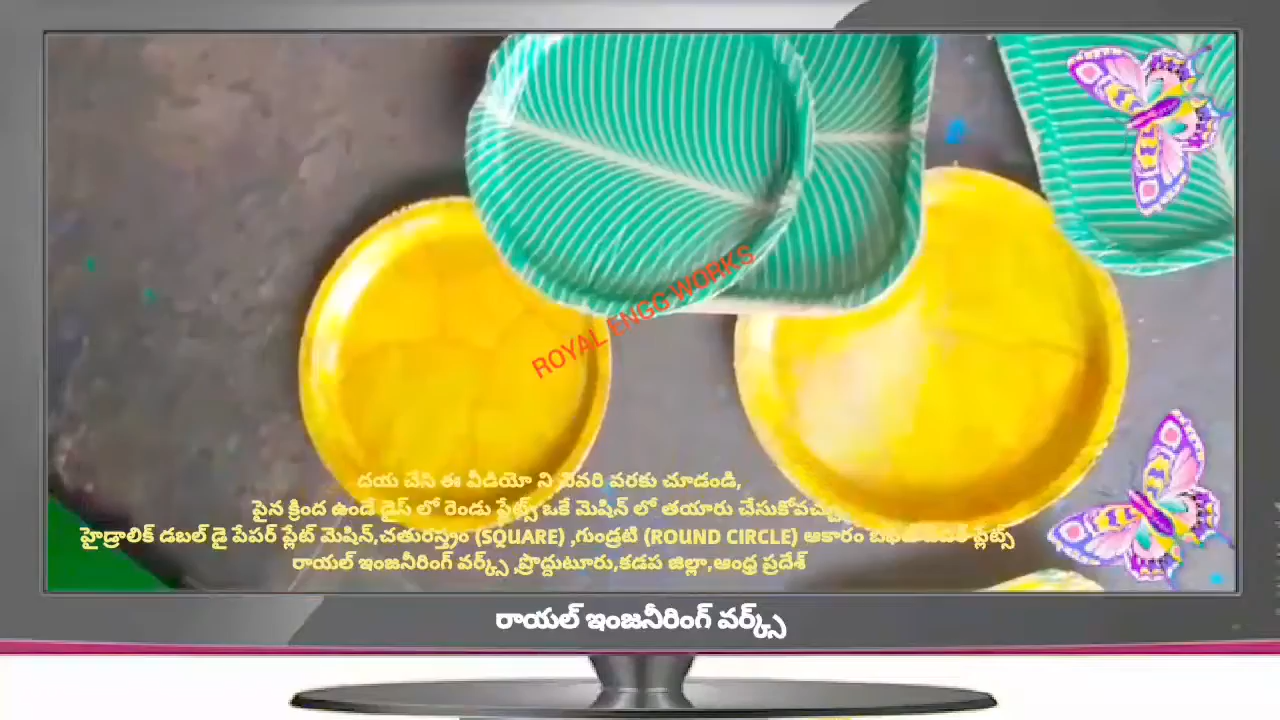 ROYAL ENGG WORKS
దయ చేసి ఈ వీడియో ని చివరి వరకు చూడండి,
పైన క్రింద ఉండే డైస్ లో రెండు ప్లేట్స్ ఒకే మెషిన్ లో తయారు చేసుకోవచ్చు
హైడ్రాలిక్ డబల్ డై పేపర్ ప్లేట్ మెషిన్,చతురస్త్రం (SQUARE) ,గుండ్రటి (ROUND CIRCLE) ఆకారం ప్లేట్స్
రాయల్ ఇంజనీరింగ్ వర్క్స్ ,ప్రొద్దుటూరు,కడప జిల్లా,ఆంధ్ర ప్రదేశ్
రాయల్ ఇంజనీరింగ్ వర్క్స్